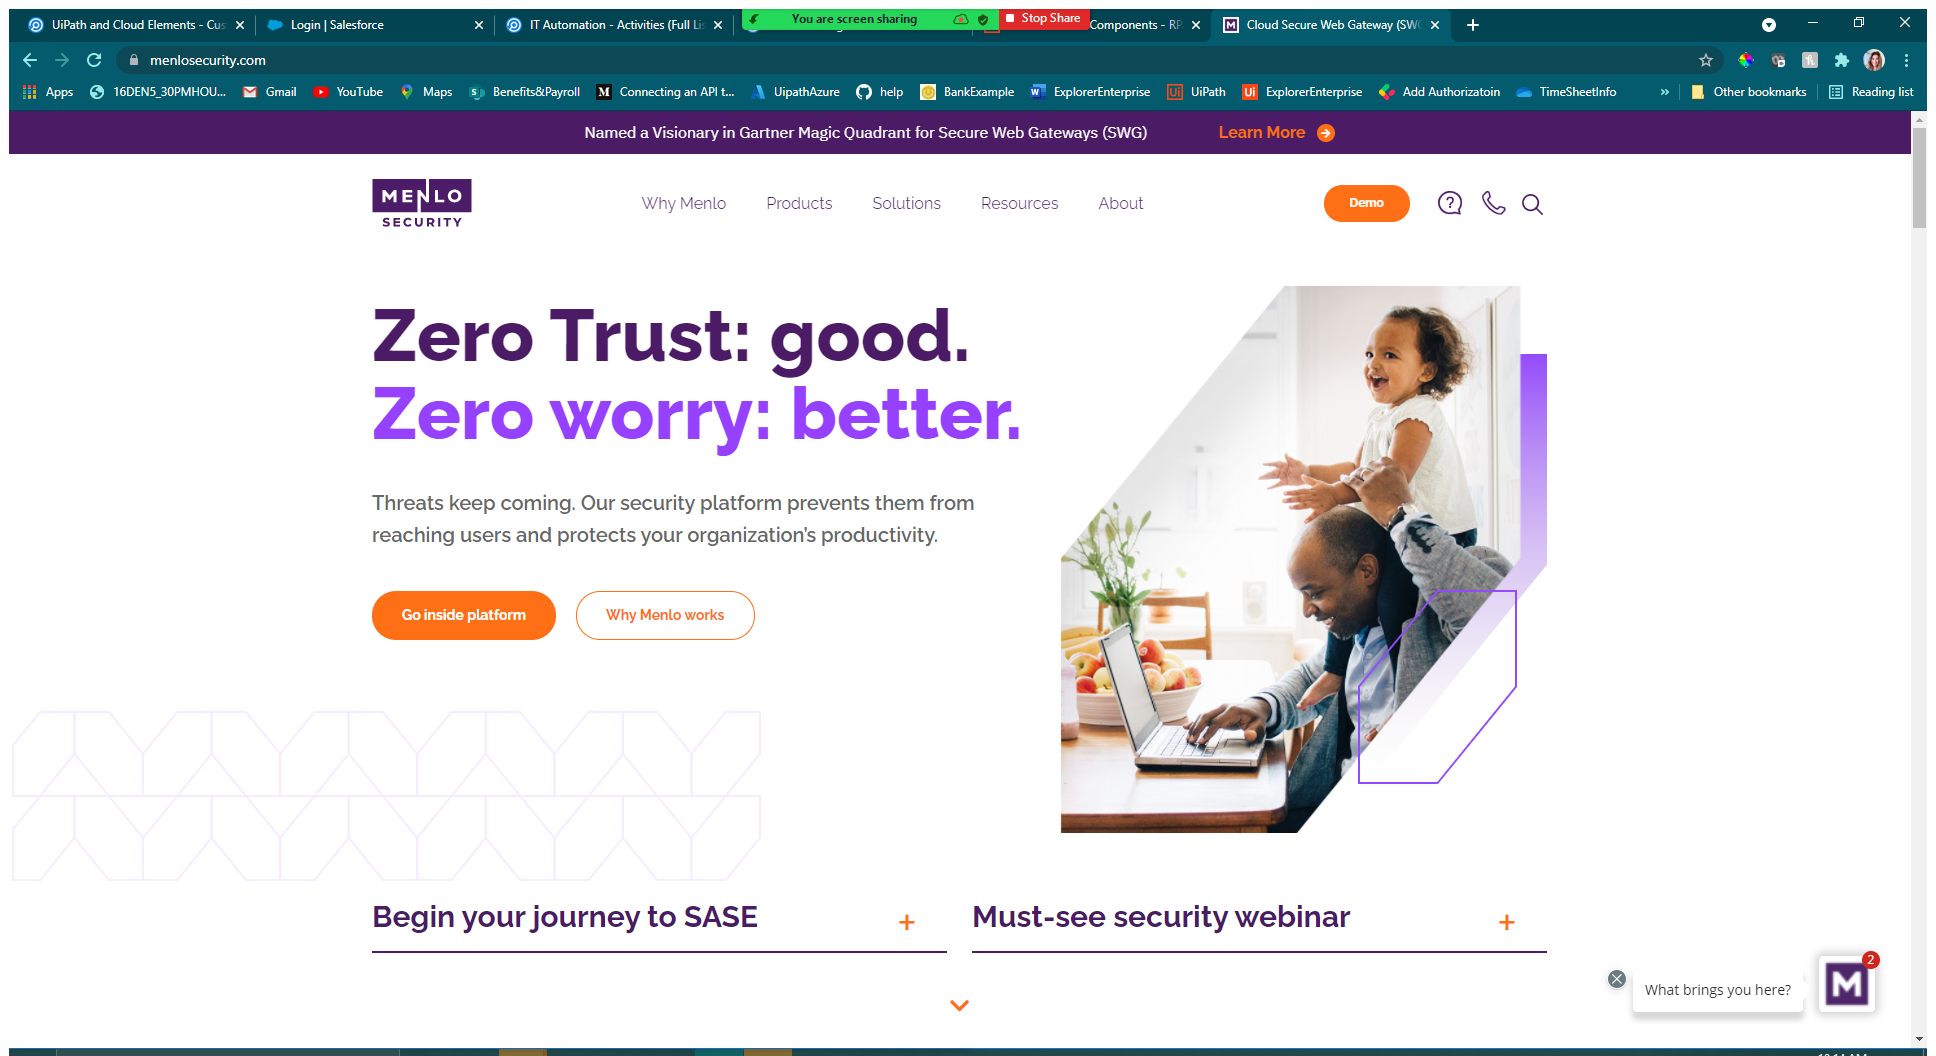 UiPath and Cloud Elements - Cus
Login | Salesforce
IT Automation - Activities (Full Lis
You are screen sharing
Stop Share
Components - RP
Cloud Secure Web Gateway (SWG
menlosecurity.com
Apps
16DEN5_30PMHOU...
Gmail
YouTube
Maps
Benefits&Payroll
Connecting an API t...
UipathAzure
help
BankExample
ExplorerEnterprise
UiPath
ExplorerEnterprise
Add Authorizatoin
TimeSheetInfo
»
Other bookmarks
Reading list
Named a Visionary in Gartner Magic Quadrant for Secure Web Gateways (SWG)
Learn More
MENLO
SECURITY
Why Menlo
Products
Solutions
Resources
About
Demo
Zero Trust: good.
Zero worry: better.
Threats keep coming. Our security platform prevents them from
reaching users and protects your organization's productivity.
Go inside platform
Why Menlo works
Begin your journey to SASE
+
Must-see security webinar
+
What brings you here?
M
2